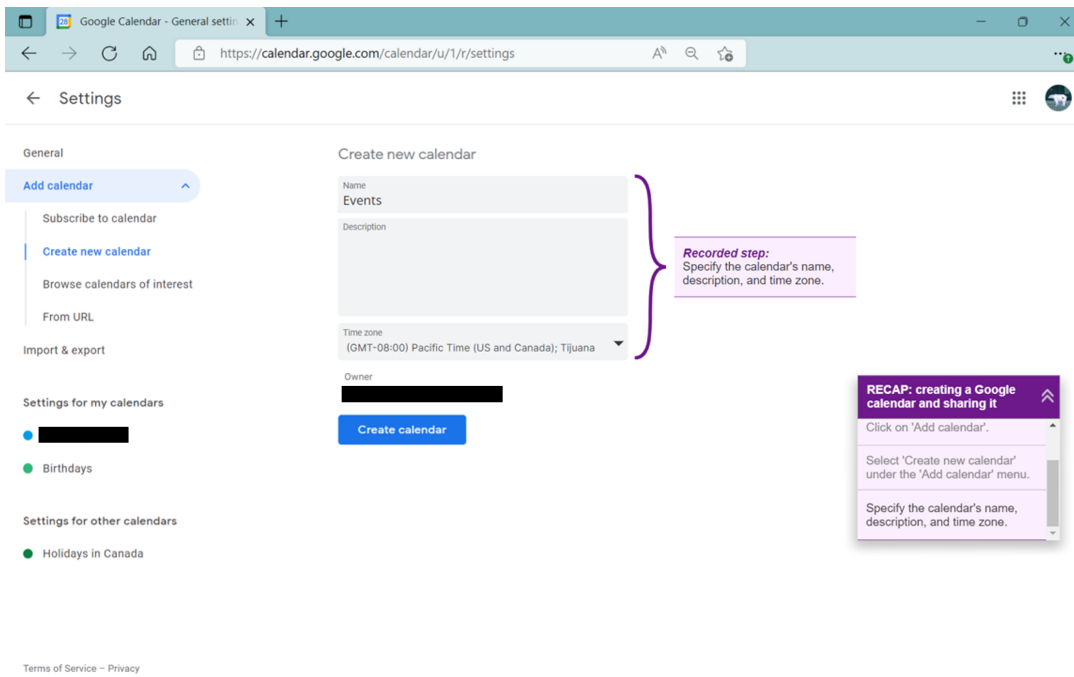 Google Calendar - General settin
https://calendar.google.com/calendar/u/1/r/settings
Settings
General
Add calendar
Subscribe to calendar
Create new calendar
Browse calendars of interest
From URL
Import & export
Settings for my calendars
Birthdays
Settings for other calendars
Holidays in Canada
Terms of Service – Privacy
Create new calendar
Name
Events
Description
Time zone
(GMT-08:00) Pacific Time (US and Canada); Tijuana
Owner
Create calendar
Recorded step:
Specify the calendar's name,
description, and time zone.
RECAP: creating a Google
calendar and sharing it
Click on 'Add calendar'.
Select 'Create new calendar'
under the 'Add calendar' menu.
Specify the calendar's name,
description, and time zone.